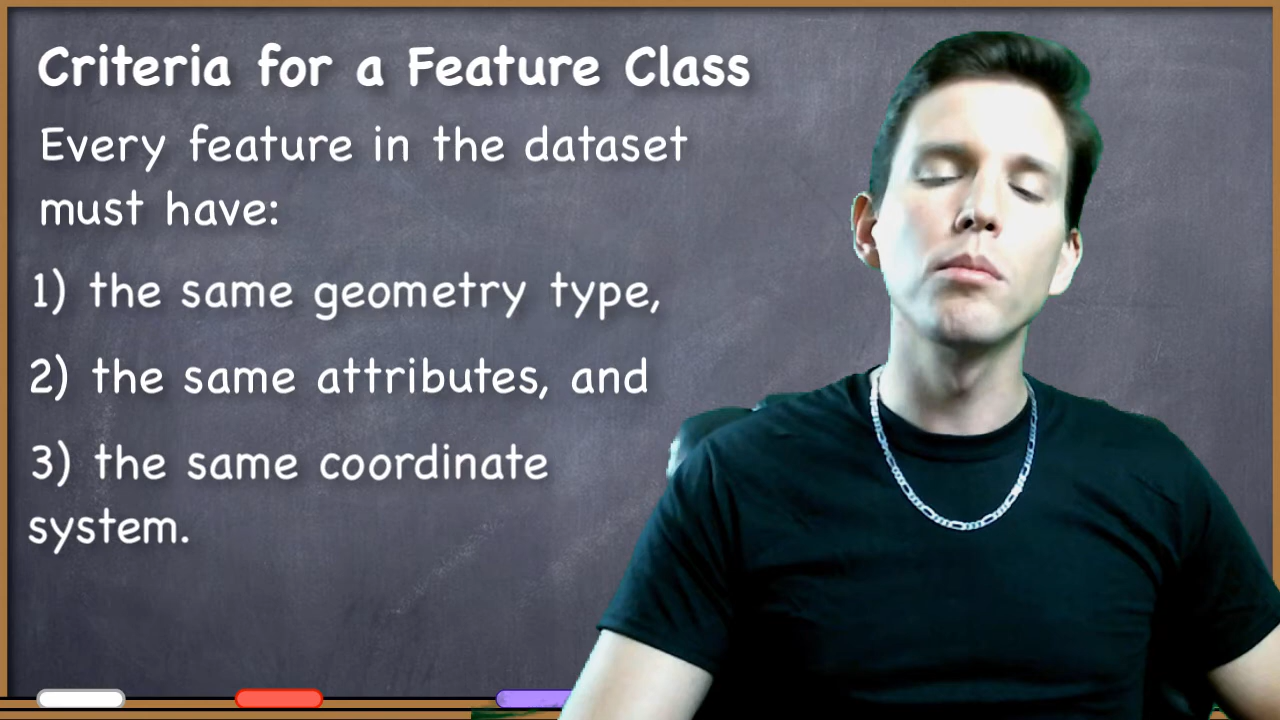 Criteria for a Feature Class
Every feature in the dataset
must have:
1) the same geometry type,
2) the same attributes, and
3) the same coordinate
system.